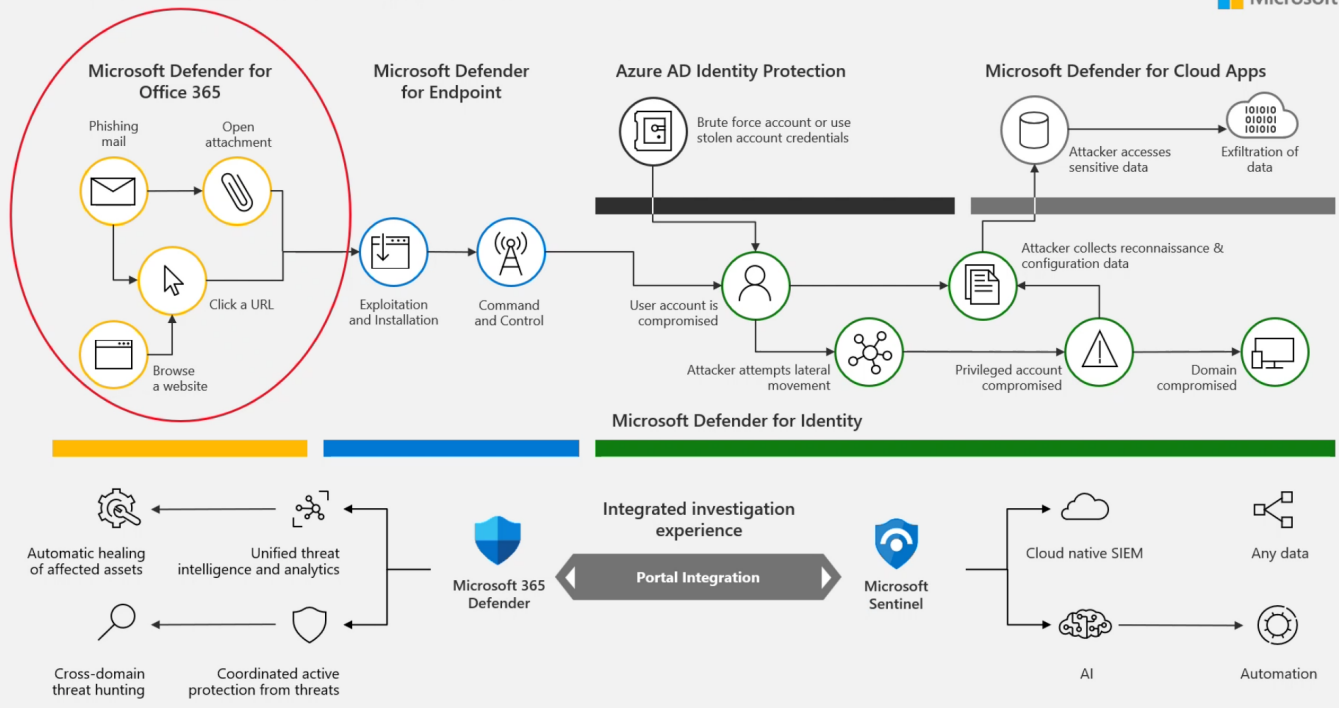 Microsoft
Microsoft Defender for
Office 365
Microsoft Defender
for Endpoint
Azure AD Identity Protection
Microsoft Defender for Cloud Apps
Phishing
mail
Open
attachment
Click a URL
Browse
a website
Exploitation
and Installation
Command
and Control
Brute force account or use
stolen account credentials
User account is
compromised
Attacker attempts lateral
movement
Privileged account
compromised
Domain
compromised
Attacker collects reconnaissance &
configuration data
Attacker accesses
sensitive data
101010
010101
101010
Exfiltration of
data
Microsoft Defender for Identity
Automatic healing
of affected assets
Unified threat
intelligence and analytics
Cross-domain
threat hunting
Coordinated active
protection from threats
Microsoft 365
Defender
Integrated investigation
experience
Portal Integration
Microsoft
Sentinel
Cloud native SIEM
Any data
AI
Automation